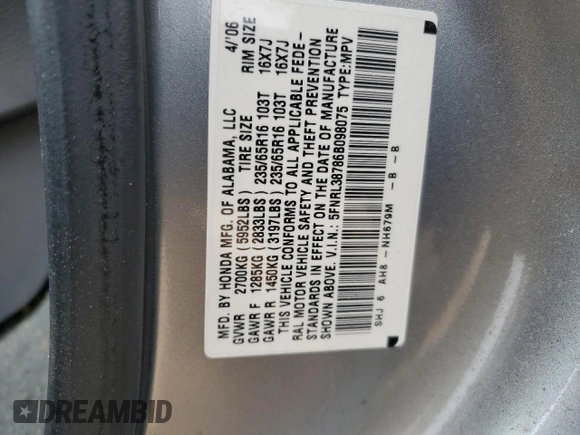 MFD. BY HONDA MFG. OF ALABAMA, LLC 4/'06
GVWR 2700KG (5952LBS) TIRE SIZE RIM SIZE
GAWR F 1285KG (2833LBS) 235/65R16 103T 16X7J
GAWR R 1450KG (3197LBS) 235/65R16 103T 16X7J
THIS VEHICLE CONFORMS TO ALL APPLICABLE FEDE-
RAL MOTOR VEHICLE SAFETY AND THEFT PREVENTION
STANDARDS IN EFFECT ON THE DATE OF MANUFACTURE
SHOWN ABOVE. V.I.N.: 5FNRL38786B098075 TYPE:MPV
SHJ 6 AH8 -NH679M -B -B
DREAMBID